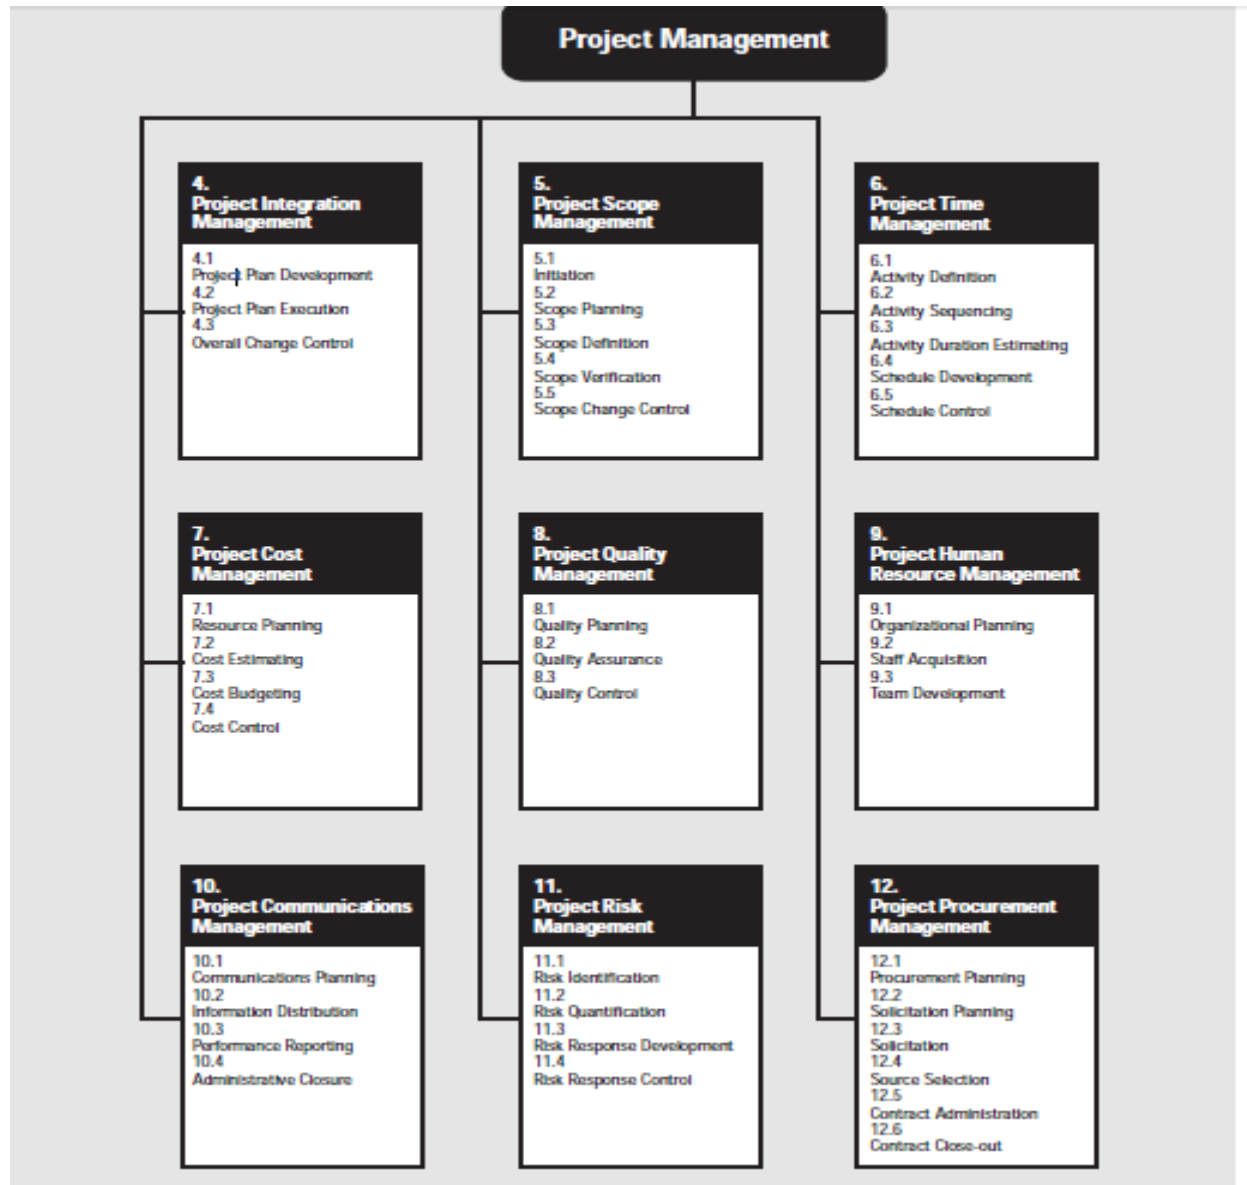 Project Management
4.
Project Integration
Management
4.1
Project Plan Development
4.2
Project Plan Execution
4.3
Overall Change Control
5.
Project Scope
Management
5.1
Initiation
5.2
Scope Planning
5.3
Scope Definition
5.4
Scope Verification
5.5
Scope Change Control
6.
Project Time
Management
6.1
Activity Definition
6.2
Activity Sequencing
6.3
Activity Duration Estimating
6.4
Schedule Development
6.5
Schedule Control
7.
Project Cost
Management
7.1
Resource Planning
7.2
Cost Estimating
7.3
Cost Budgeting
7.4
Cost Control
8.
Project Quality
Management
8.1
Quality Planning
8.2
Quality Assurance
8.3
Quality Control
9.
Project Human
Resource Management
9.1
Organizational Planning
9.2
Staff Acquisition
9.3
Team Development
10.
Project Communications
Management
10.1
Communications Planning
10.2
Information Distribution
10.3
Performance Reporting
10.4
Administrative Closure
11.
Project Risk
Management
11.1
Risk Identification
11.2
Risk Quantification
11.3
Risk Response Development
11.4
Risk Response Control
12.
Project Procurement
Management
12.1
Procurement Planning
12.2
Solicitation Planning
12.3
Solicitation
12.4
Source Selection
12.5
Contract Administration
12.6
Contract Close-out